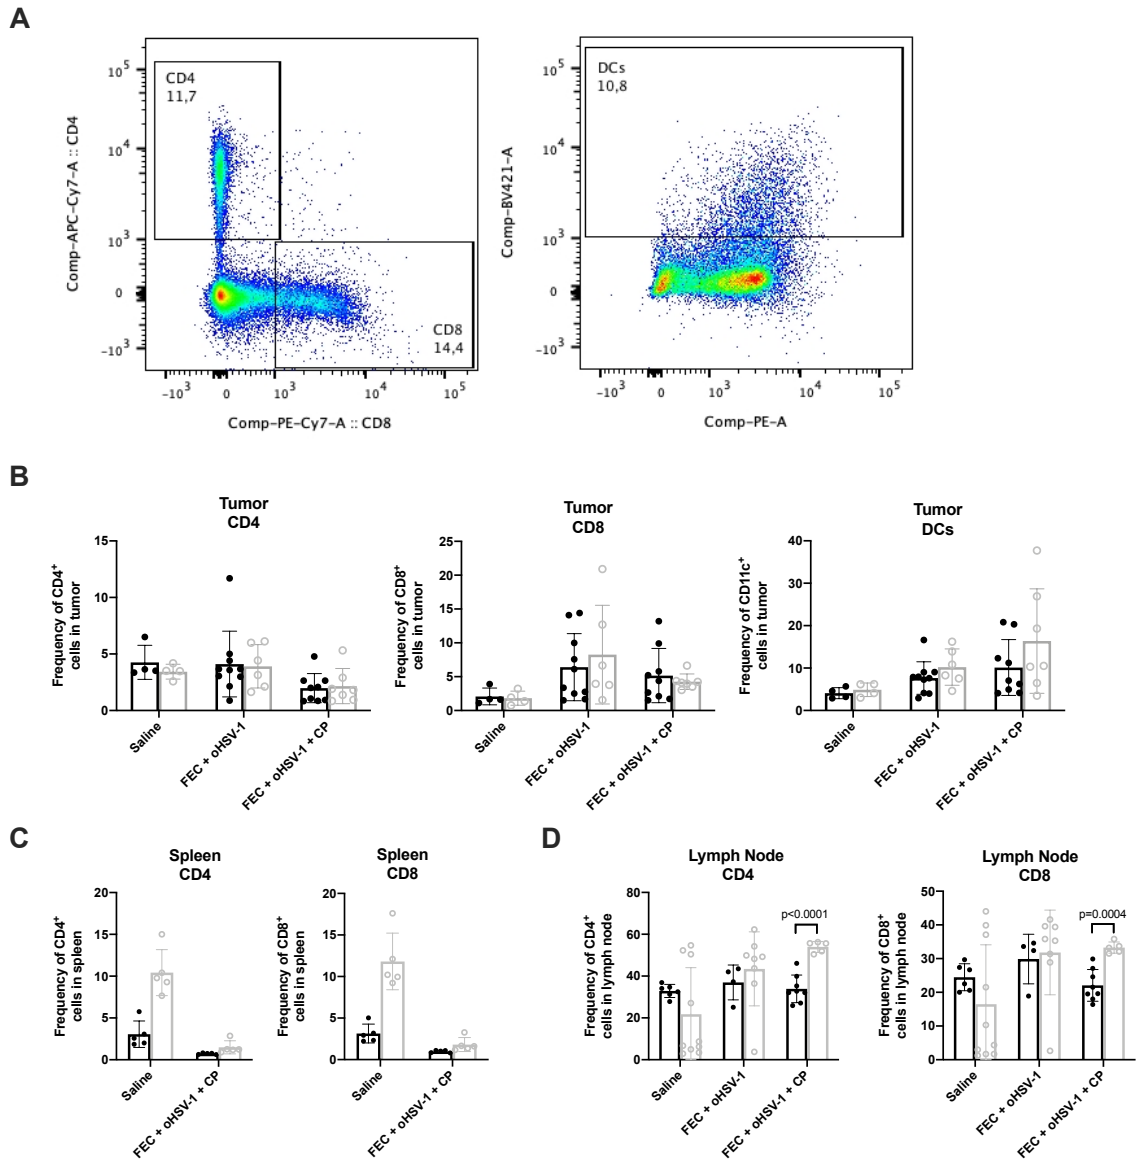 A
CD4
11,7
CD8
14,4
10^5
10^4
10^3
0
-10^3
-10^3
0
10^3
10^4
10^5
Comp-APC-Cy7-A :: CD4
Comp-PE-Cy7-A :: CD8
DCs
10,8
10^5
10^4
10^3
0
-10^3
-10^3
0
10^3
10^4
10^5
Comp-BV421-A
Comp-PE-A
B
Tumor
CD4
15
10
5
0
Frequency of CD4+
cells in tumor
Saline
FEC + oHSV-1
FEC + oHSV-1 + CP
Tumor
CD8
25
20
15
10
5
0
Frequency of CD8+
cells in tumor
Saline
FEC + oHSV-1
FEC + oHSV-1 + CP
Tumor
DCs
40
30
20
10
0
Frequency of CD11c+
cells in tumor
Saline
FEC + oHSV-1
FEC + oHSV-1 + CP
C
Spleen
CD4
20
15
10
5
0
Frequency of CD4+
cells in spleen
Saline
FEC + oHSV-1 + CP
Spleen
CD8
20
15
10
5
0
Frequency of CD8+
cells in spleen
Saline
FEC + oHSV-1 + CP
D
Lymph Node
CD4
80
60
40
20
0
Frequency of CD4+
cells in lymph node
p<0.0001
Saline
FEC + oHSV-1
FEC + oHSV-1 + CP
Lymph Node
CD8
50
40
30
20
10
0
Frequency of CD8+
cells in lymph node
p=0.0004
Saline
FEC + oHSV-1
FEC + oHSV-1 + CP